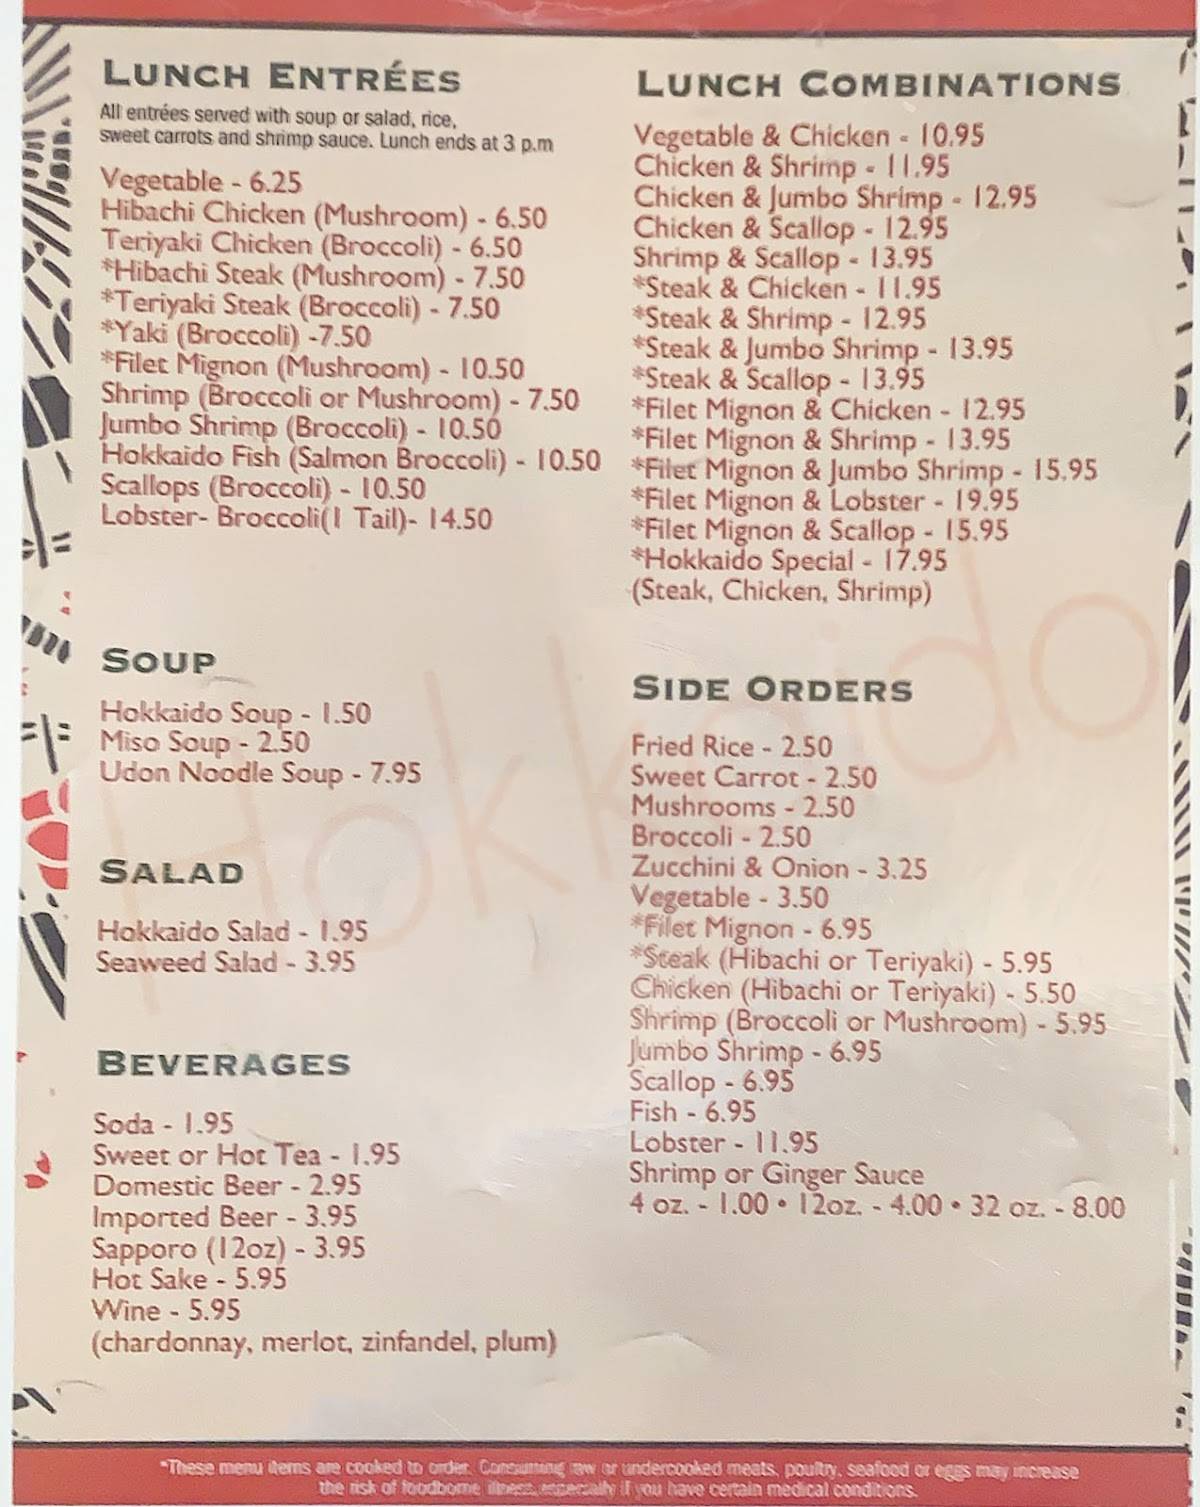 LUNCH ENTRÉES
All entrées served with soup or salad, rice,
sweet carrots and shrimp sauce. Lunch ends at 3 p.m
Vegetable - 6.25
Hibachi Chicken (Mushroom) - 6.50
Teriyaki Chicken (Broccoli) - 6.50
*Hibachi Steak (Mushroom) - 7.50
*Teriyaki Steak (Broccoli) - 7.50
*Yaki (Broccoli) -7.50
*Filet Mignon (Mushroom) - 10.50
Shrimp (Broccoli or Mushroom) - 7.50
Jumbo Shrimp (Broccoli) - 10.50
Hokkaido Fish (Salmon Broccoli) - 10.50
Scallops (Broccoli) - 10.50
Lobster- Broccoli(1 Tail)- 14.50
SOUP
Hokkaido Soup - 1.50
Miso Soup - 2.50
Udon Noodle Soup - 7.95
SALAD
Hokkaido Salad - 1.95
Seaweed Salad - 3.95
BEVERAGES
Soda - 1.95
Sweet or Hot Tea - 1.95
Domestic Beer - 2.95
Imported Beer - 3.95
Sapporo (12oz) - 3.95
Hot Sake - 5.95
Wine - 5.95
(chardonnay, merlot, zinfandel, plum)
LUNCH COMBINATIONS
Vegetable & Chicken - 10.95
Chicken & Shrimp - 11.95
Chicken & Jumbo Shrimp - 12.95
Chicken & Scallop - 12.95
Shrimp & Scallop - 13.95
*Steak & Chicken - 11.95
*Steak & Shrimp - 12.95
*Steak & Jumbo Shrimp - 13.95
*Steak & Scallop - 13.95
*Filet Mignon & Chicken - 12.95
*Filet Mignon & Shrimp - 13.95
*Filet Mignon & Jumbo Shrimp - 15.95
*Filet Mignon & Lobster - 19.95
*Filet Mignon & Scallop - 15.95
*Hokkaido Special - 17.95
(Steak, Chicken, Shrimp)
SIDE ORDERS
Fried Rice - 2.50
Sweet Carrot - 2.50
Mushrooms - 2.50
Broccoli - 2.50
Zucchini & Onion - 3.25
Vegetable - 3.50
*Filet Mignon - 6.95
*Steak (Hibachi or Teriyaki) - 5.95
Chicken (Hibachi or Teriyaki) - 5.50
Shrimp (Broccoli or Mushroom) - 5.95
Jumbo Shrimp - 6.95
Scallop - 6.95
Fish - 6.95
Lobster - 11.95
Shrimp or Ginger Sauce
4 oz. - 1.00 • 12oz. - 4.00 • 32 oz. - 8.00
Hokkaido
*These menu items are cooked to order. Consuming raw or undercooked meats, poultry, seafood or eggs may increase
the risk of foodborne illness, especially if you have certain medical conditions.